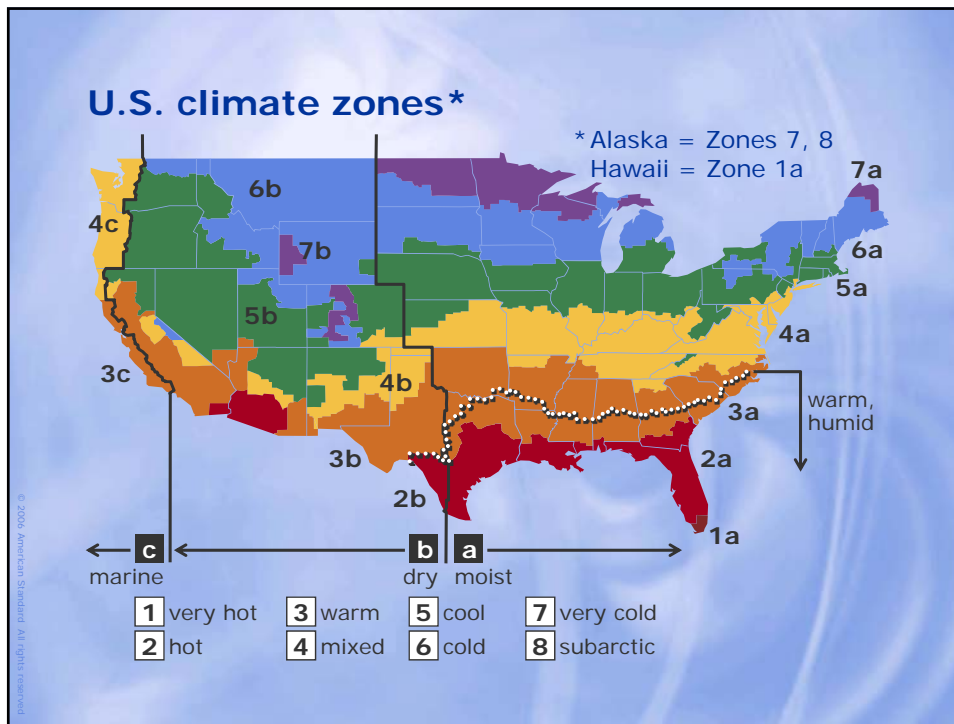 U.S. climate zones*
*Alaska = Zones 7, 8
Hawaii = Zone 1a
7a
6b
4c
7b
6a
5a
5b
4a
3c
4b
3a
warm,
humid
3b
2a
2b
1a
c b a
marine dry moist
1 very hot 3 warm 5 cool 7 very cold
2 hot 4 mixed 6 cold 8 subarctic
© 2006 American Standard All rights reserved